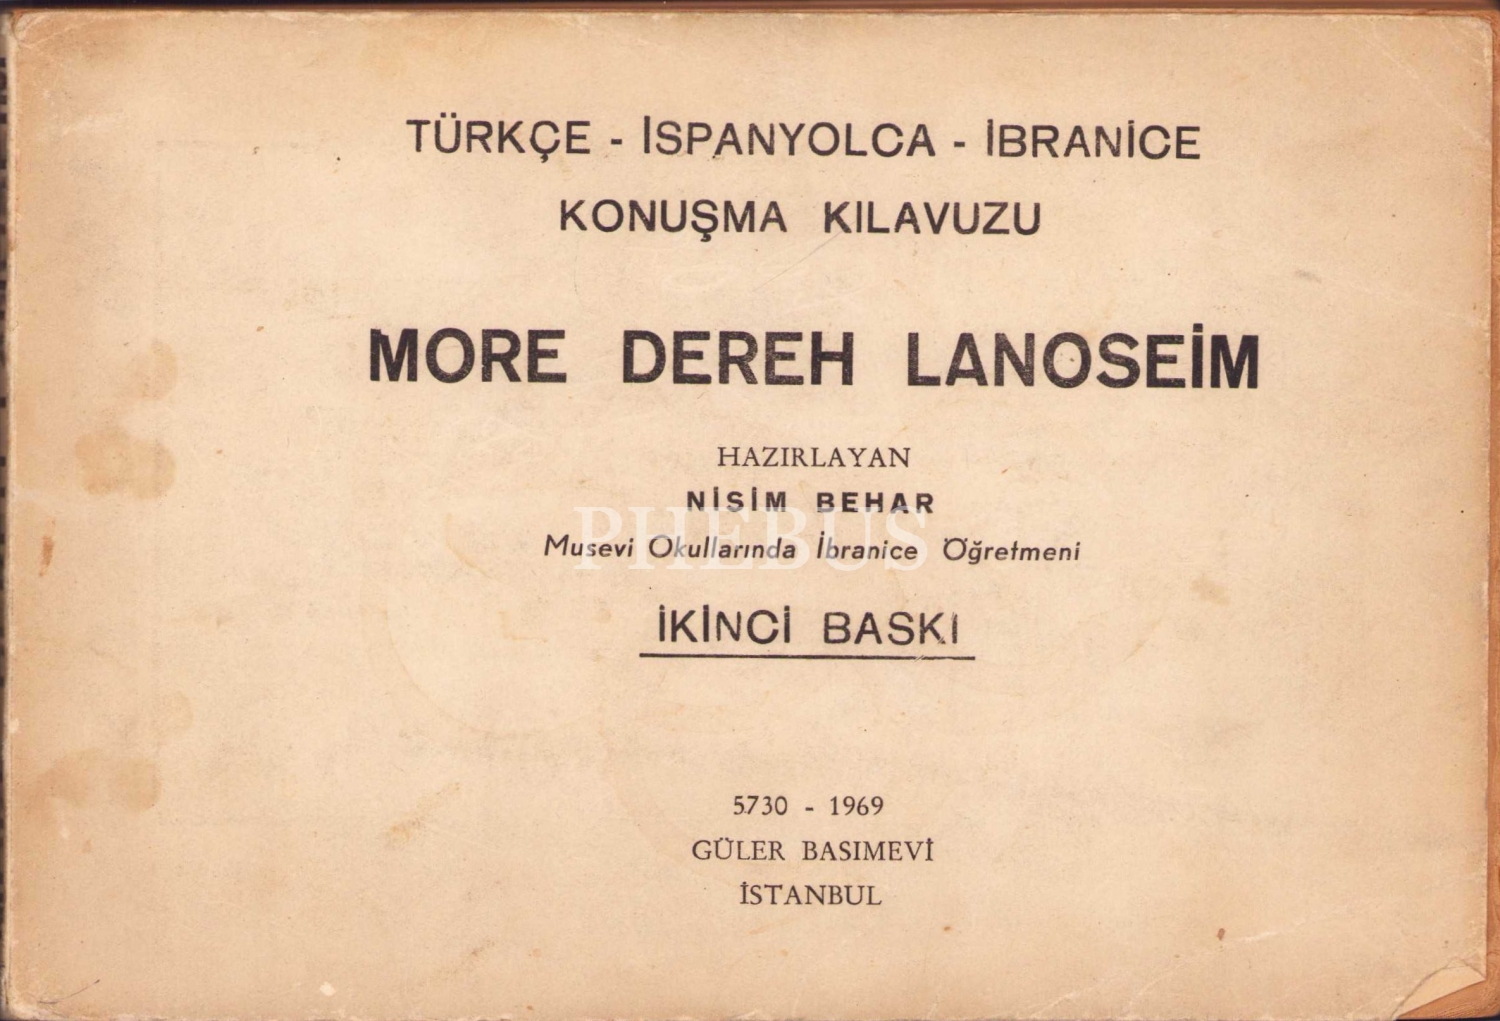 TÜRKÇE - İSPANYOLCA - İBRANİCE
KONUŞMA KILAVUZU
MORE DEREH LANOSEİM
HAZIRLAYAN
NİSİM BEHAR
PHEBUS
Musevi Okullarında İbranice Öğretmeni
İKİNCİ BASKI
5730 - 1969
GÜLER BASIMEVİ
İSTANBUL